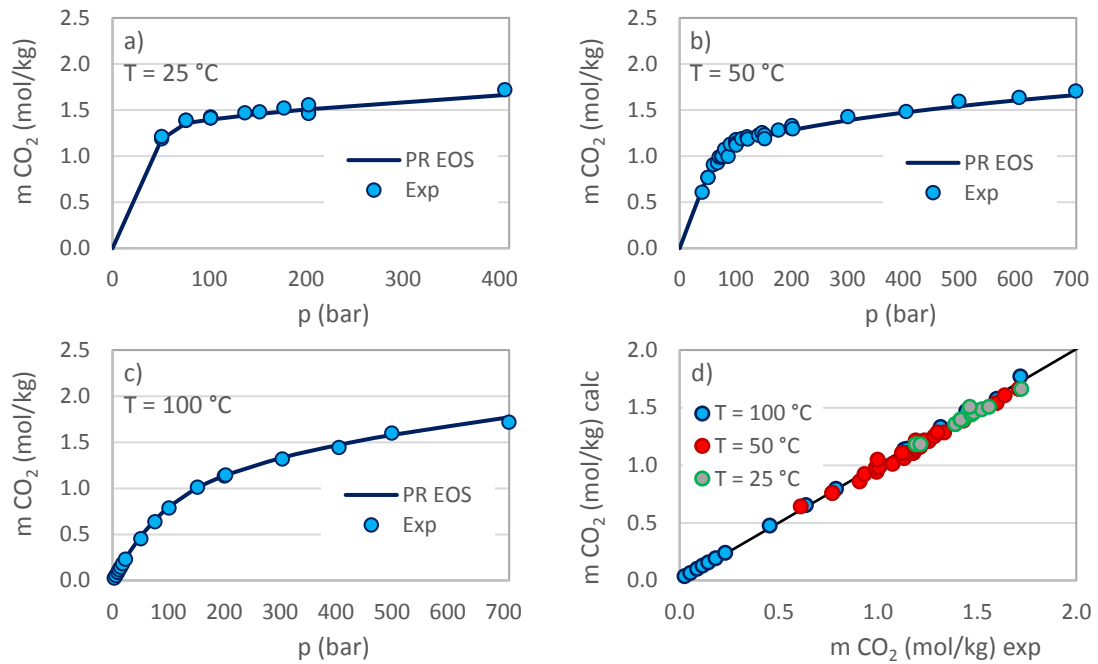 a)
T = 25 °C
m CO₂ (mol/kg)
2.5
2.0
1.5
1.0
0.5
0.0
PR EOS
Exp
0 100 200 300 400
p (bar)
b)
T = 50 °C
m CO₂ (mol/kg)
2.5
2.0
1.5
1.0
0.5
0.0
PR EOS
Exp
0 100 200 300 400 500 600 700
p (bar)
c)
T = 100 °C
m CO₂ (mol/kg)
2.5
2.0
1.5
1.0
0.5
0.0
PR EOS
Exp
0 100 200 300 400 500 600 700
p (bar)
d)
m CO₂ (mol/kg) calc
2.0
1.5
1.0
0.5
0.0
T = 100 °C
T = 50 °C
T = 25 °C
0.0 0.5 1.0 1.5 2.0
m CO₂ (mol/kg) exp